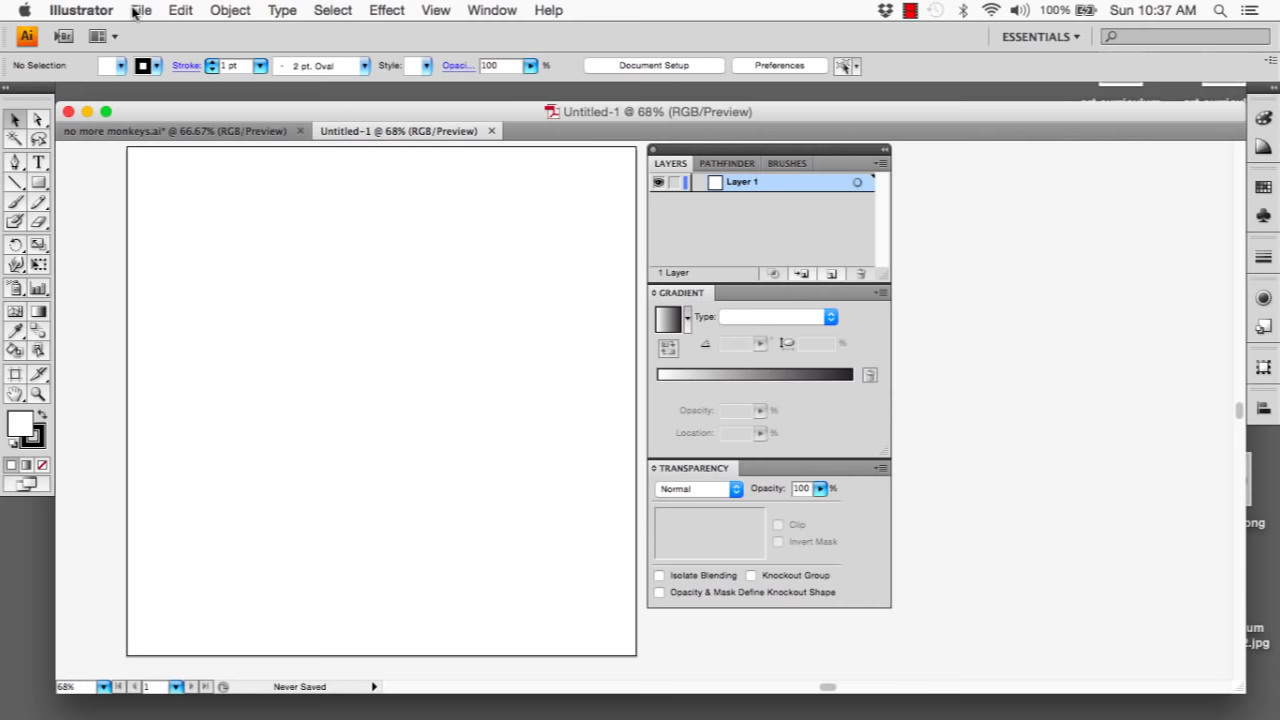 Illustrator File Edit Object Type Select Effect View Window Help 100% Sun 10:37 AM
Ai Br ESSENTIALS
No Selection Stroke: 1 pt 2 pt. Oval Style: Opaci... 100 % Document Setup Preferences
Untitled-1 @ 68% (RGB/Preview)
no more monkeys.ai* @ 66.67% (RGB/Preview) Untitled-1 @ 68% (RGB/Preview)
LAYERS PATHFINDER BRUSHES
Layer 1
1 Layer
GRADIENT
Type:
°
%
Opacity: %
Location: %
TRANSPARENCY
Normal Opacity: 100 %
Clip
Invert Mask
ong
Isolate Blending Knockout Group
Opacity & Mask Define Knockout Shape
um
2.jpg
68% 1 Never Saved